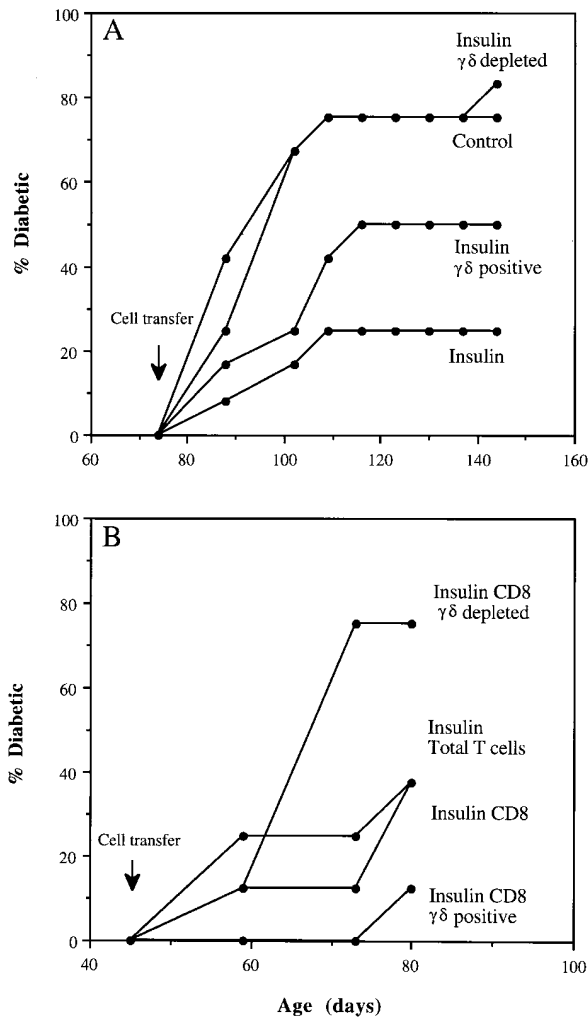 A
100
80
60
40
20
0
% Diabetic
Cell transfer
Insulin
γδ depleted
Control
Insulin
γδ positive
Insulin
60
80
100
120
140
160
B
100
80
60
40
20
0
% Diabetic
Cell transfer
Insulin CD8
γδ depleted
Insulin
Total T cells
Insulin CD8
Insulin CD8
γδ positive
40
60
80
100
Age (days)